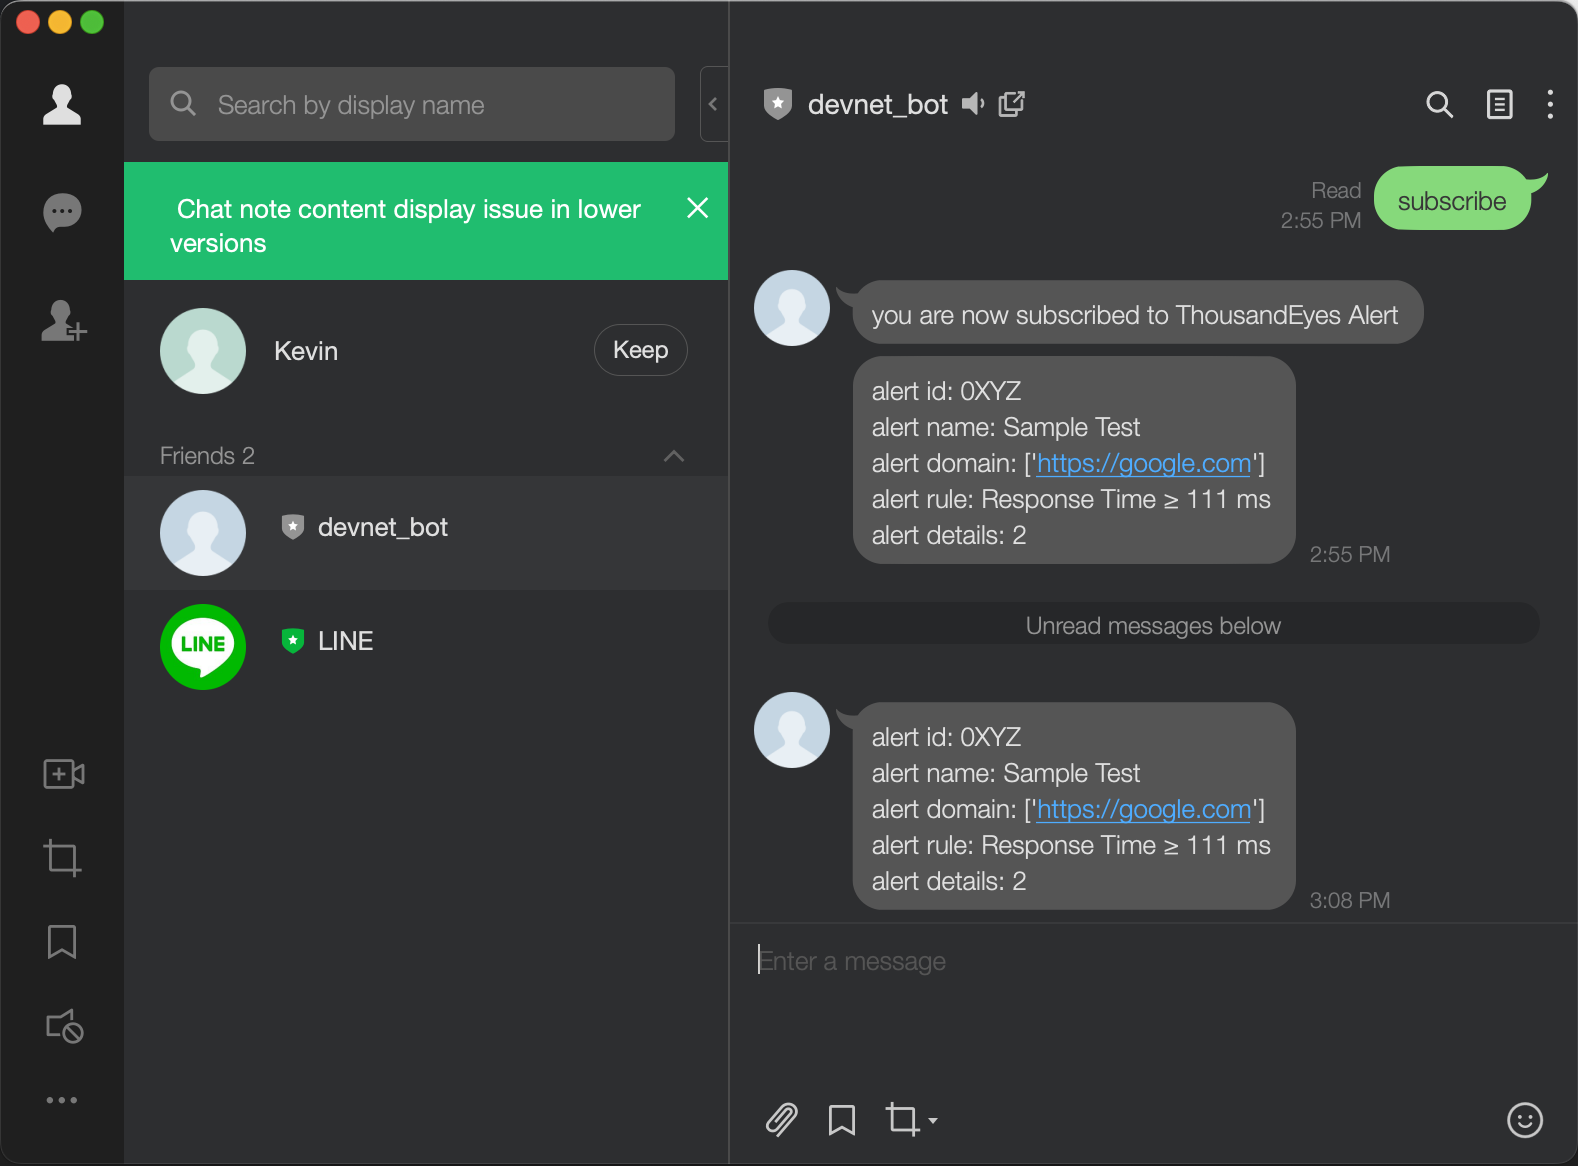 Search by display name
Chat note content display issue in lower
versions
Kevin
Keep
Friends 2
devnet_bot
LINE
LINE
devnet_bot
Read
2:55 PM
subscribe
you are now subscribed to ThousandEyes Alert
alert id: 0XYZ
alert name: Sample Test
alert domain: ['https://google.com']
alert rule: Response Time ≥ 111 ms
alert details: 2
2:55 PM
Unread messages below
alert id: 0XYZ
alert name: Sample Test
alert domain: ['https://google.com']
alert rule: Response Time ≥ 111 ms
alert details: 2
3:08 PM
Enter a message